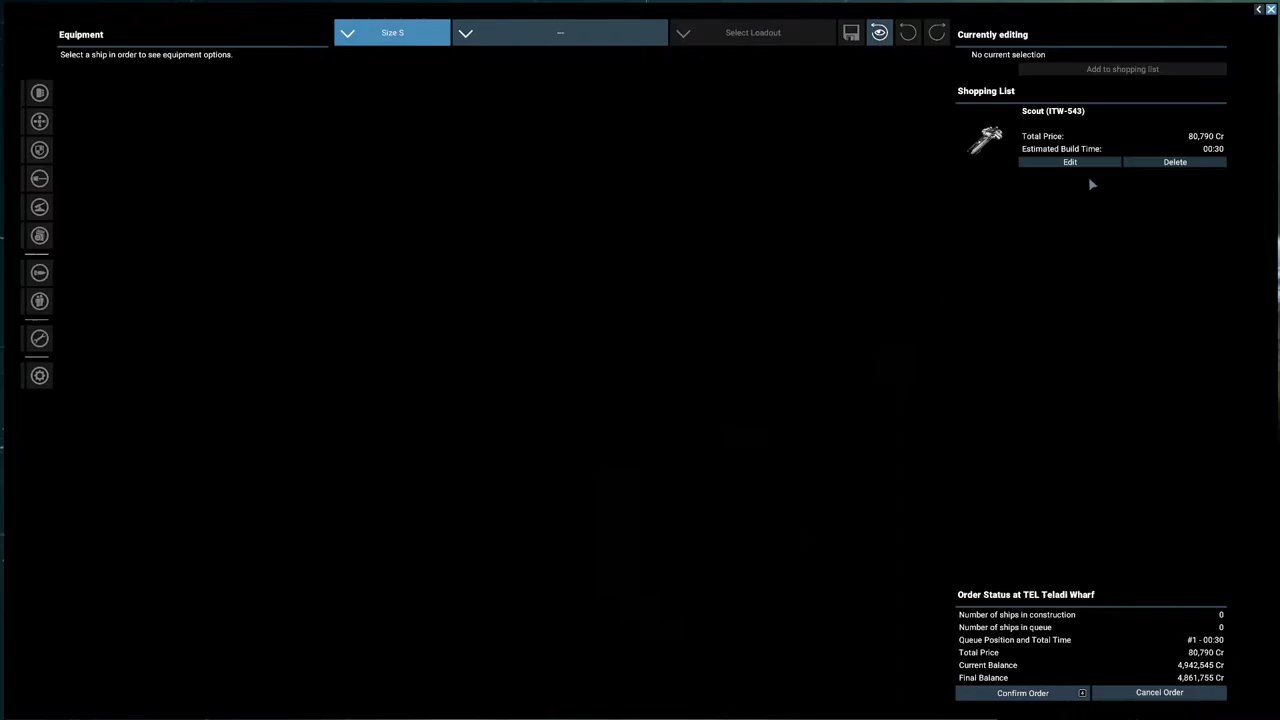 Equipment
Select a ship in order to see equipment options.
Size S
---
Select Loadout
Currently editing
No current selection
Add to shopping list
Shopping List
Scout (ITW-543)
Total Price: 80,790 Cr
Estimated Build Time: 00:30
Edit Delete
Order Status at TEL Teladi Wharf
Number of ships in construction 0
Number of ships in queue 0
Queue Position and Total Time #1 - 00:30
Total Price 80,790 Cr
Current Balance 4,942,545 Cr
Final Balance 4,861,755 Cr
Confirm Order Cancel Order